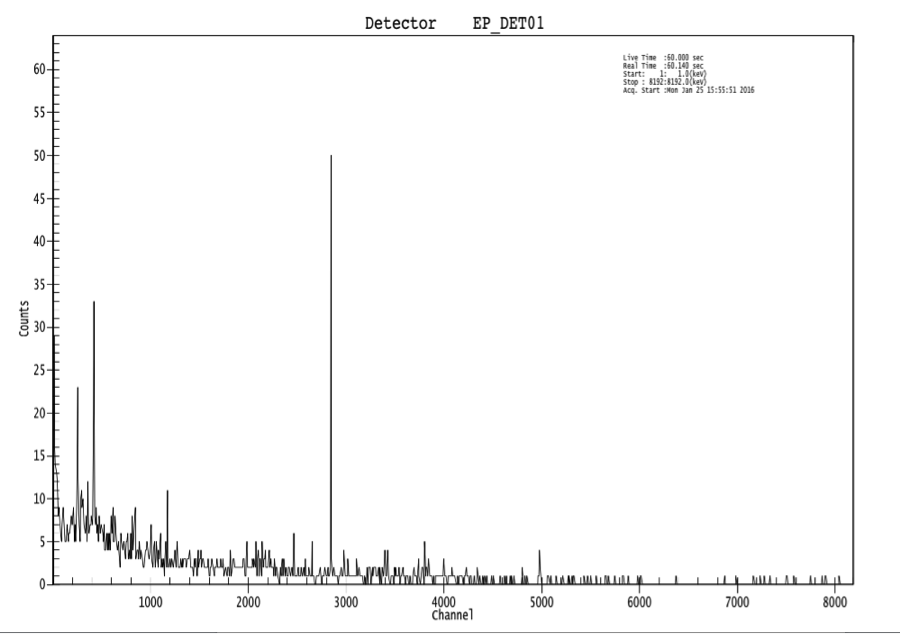 Detector EP_DET01
Live Time :60.000 sec
Real Time :60.140 sec
Start: 1: 1.0(keV)
Stop : 8192:8192.0(keV)
Acq. Start :Mon Jan 25 15:55:51 2016
60
55
50
45
40
35
30
25
20
15
10
5
0
Counts
1000 2000 3000 4000 5000 6000 7000 8000
Channel